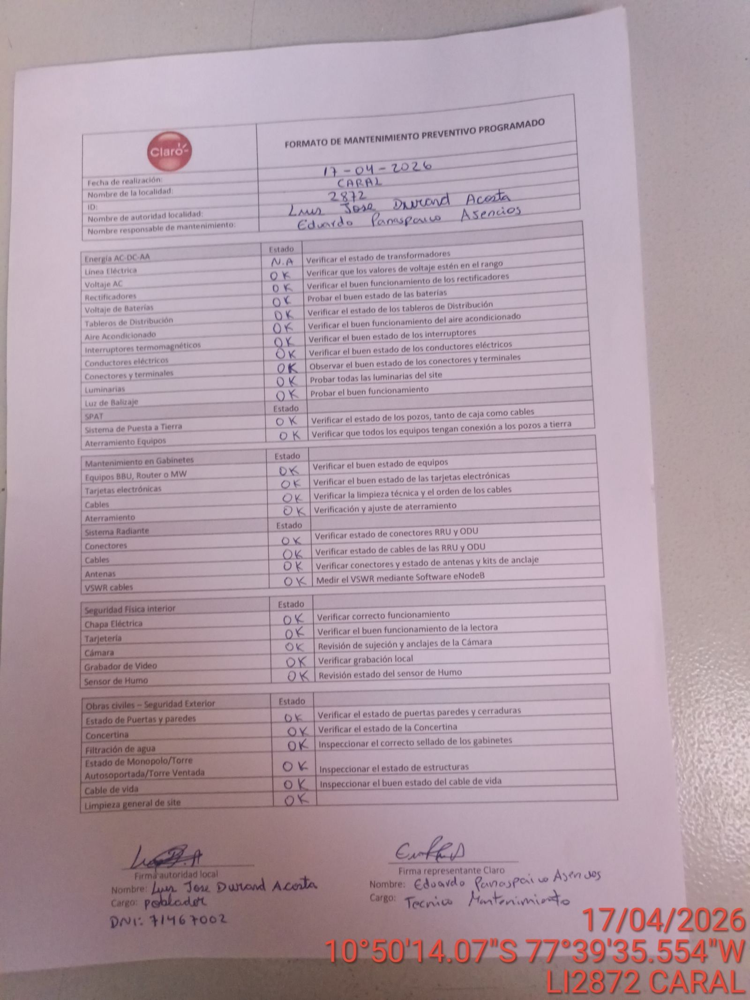 Claro
FORMATO DE MANTENIMIENTO PREVENTIVO PROGRAMADO
Fecha de realización: 17-04-2026
Nombre de la localidad: CARAL
ID: 2872
Nombre de autoridad localidad: Luis Jose Durand Acosta
Nombre responsable de mantenimiento: Eduardo Panaspaico Asencios
Energía AC-DC-AA Estado
Línea Eléctrica N.A Verificar el estado de transformadores
Voltaje AC OK Verificar que los valores de voltaje estén en el rango
Rectificadores OK Verificar el buen funcionamiento de los rectificadores
Voltaje de Baterías OK Probar el buen estado de las baterías
Tableros de Distribución OK Verificar el estado de los tableros de Distribución
Aire Acondicionado OK Verificar el buen funcionamiento del aire acondicionado
Interruptores termomagnéticos OK Verificar el buen estado de los interruptores
Conductores eléctricos OK Verificar el buen estado de los conductores eléctricos
Conectores y terminales OK Observar el buen estado de los conectores y terminales
Luminarias OK Probar todas las luminarias del site
Luz de Balizaje OK Probar el buen funcionamiento
SPAT Estado
Sistema de Puesta a Tierra OK Verificar el estado de los pozos, tanto de caja como cables
Aterramiento Equipos OK Verificar que todos los equipos tengan conexión a los pozos a tierra
Mantenimiento en Gabinetes Estado
Equipos BBU, Router o MW OK Verificar el buen estado de equipos
Tarjetas electrónicas OK Verificar el buen estado de las tarjetas electrónicas
Cables OK Verificar la limpieza técnica y el orden de los cables
Aterramiento OK Verificación y ajuste de aterramiento
Sistema Radiante Estado
Conectores OK Verificar estado de conectores RRU y ODU
Cables OK Verificar estado de cables de las RRU y ODU
Antenas OK Verificar conectores y estado de antenas y kits de anclaje
VSWR cables OK Medir el VSWR mediante Software eNodeB
Seguridad Física interior Estado
Chapa Eléctrica OK Verificar correcto funcionamiento
Tarjetería OK Verificar el buen funcionamiento de la lectora
Cámara OK Revisión de sujeción y anclajes de la Cámara
Grabador de Video OK Verificar grabación local
Sensor de Humo OK Revisión estado del sensor de Humo
Obras civiles – Seguridad Exterior Estado
Estado de Puertas y paredes OK Verificar el estado de puertas paredes y cerraduras
Concertina OK Verificar el estado de la Concertina
Filtración de agua OK Inspeccionar el correcto sellado de los gabinetes
Estado de Monopolo/Torre
Autosoportada/Torre Ventada OK Inspeccionar el estado de estructuras
Cable de vida OK Inspeccionar el buen estado del cable de vida
Limpieza general de site OK
Firma autoridad local Firma representante Claro
Nombre: Luis Jose Durand Acosta Nombre: Eduardo Panaspaico Asencios
Cargo: poblador Cargo: Tecnico Mantenimiento
DNI: 71467002
17/04/2026
10°50'14.07"S 77°39'35.554"W
LI2872 CARAL